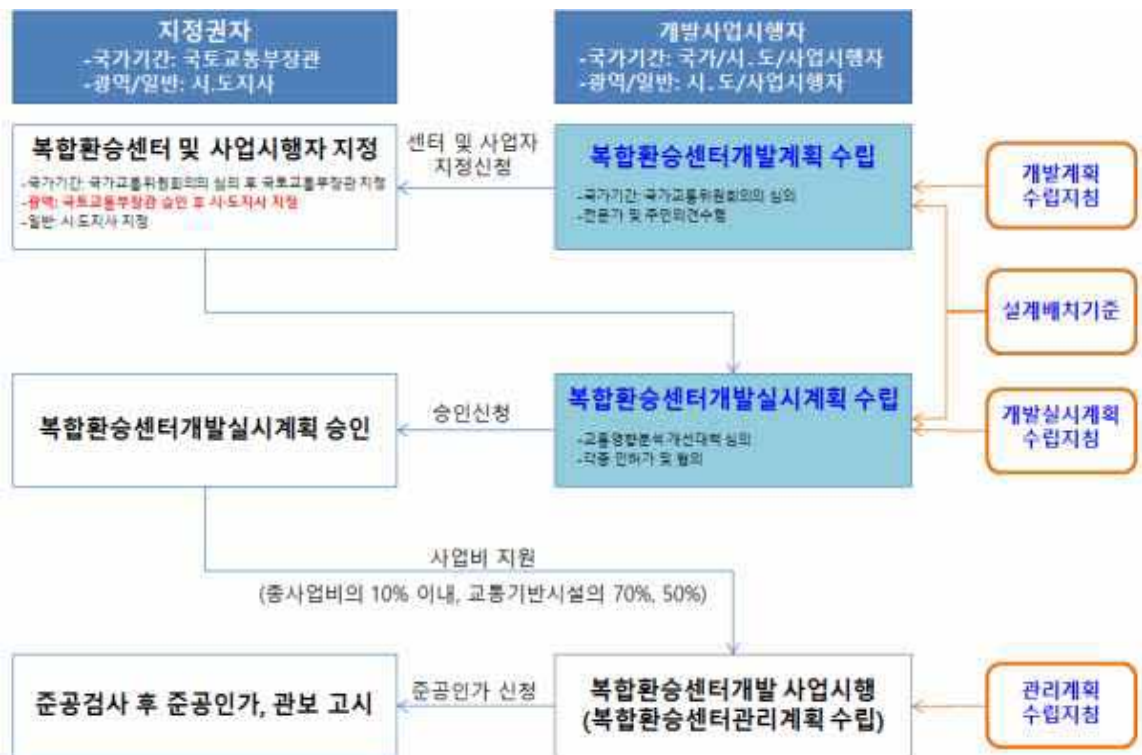 지정권자
-국가기간: 국토교통부장관
-광역/일반: 시.도지사
개발사업시행자
-국가기간: 국가/시.도/사업시행자
-광역/일반: 시.도/사업시행자
복합환승센터 및 사업시행자 지정
-국가기간: 국가교통위원회의의 심의 후 국토교통부장관 지정
-광역: 국토교통부장관 승인 후 시·도지사 지정
-일반: 시·도지사 지정
센터 및 사업자
지정신청
복합환승센터개발계획 수립
-국가기간: 국가교통위원회의의 심의
-전문가 및 주민의견수렴
개발계획
수립지침
설계배치기준
복합환승센터개발실시계획 승인
승인신청
복합환승센터개발실시계획 수립
-교통영향분석·개선대책 심의
-각종 인허가 및 협의
개발실시계획
수립지침
사업비 지원
(총사업비의 10% 이내, 교통기반시설의 70%, 50%)
준공검사 후 준공인가, 관보 고시
준공인가 신청
복합환승센터개발 사업시행
(복합환승센터관리계획 수립)
관리계획
수립지침